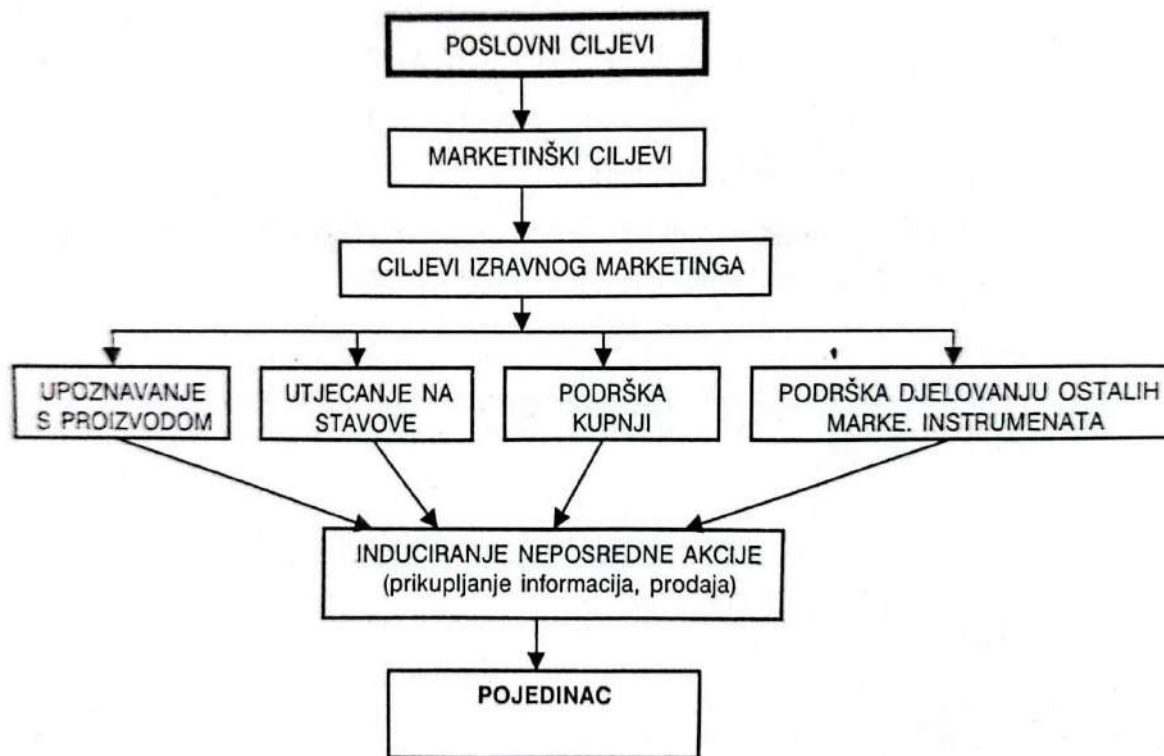 POSLOVNI CILJEVI
MARKETINŠKI CILJEVI
CILJEVI IZRAVNOG MARKETINGA
UPOZNAVANJE
S PROIZVODOM
UTJECANJE NA
STAVOVE
PODRŠKA
KUPNJI
PODRŠKA DJELOVANJU OSTALIH
MARKE. INSTRUMENATA
INDUCIRANJE NEPOSREDNE AKCIJE
(prikupljanje informacija, prodaja)
POJEDINAC